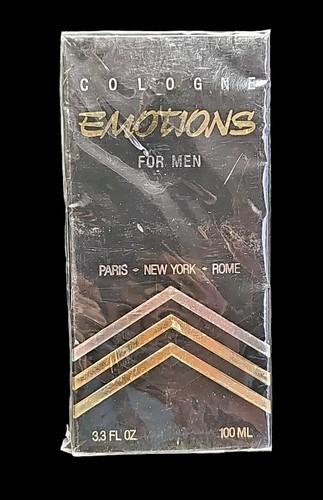 COLOGNE
EMOTIONS
FOR MEN
PARIS - NEW YORK - ROME
3.3 FL OZ 100 ML